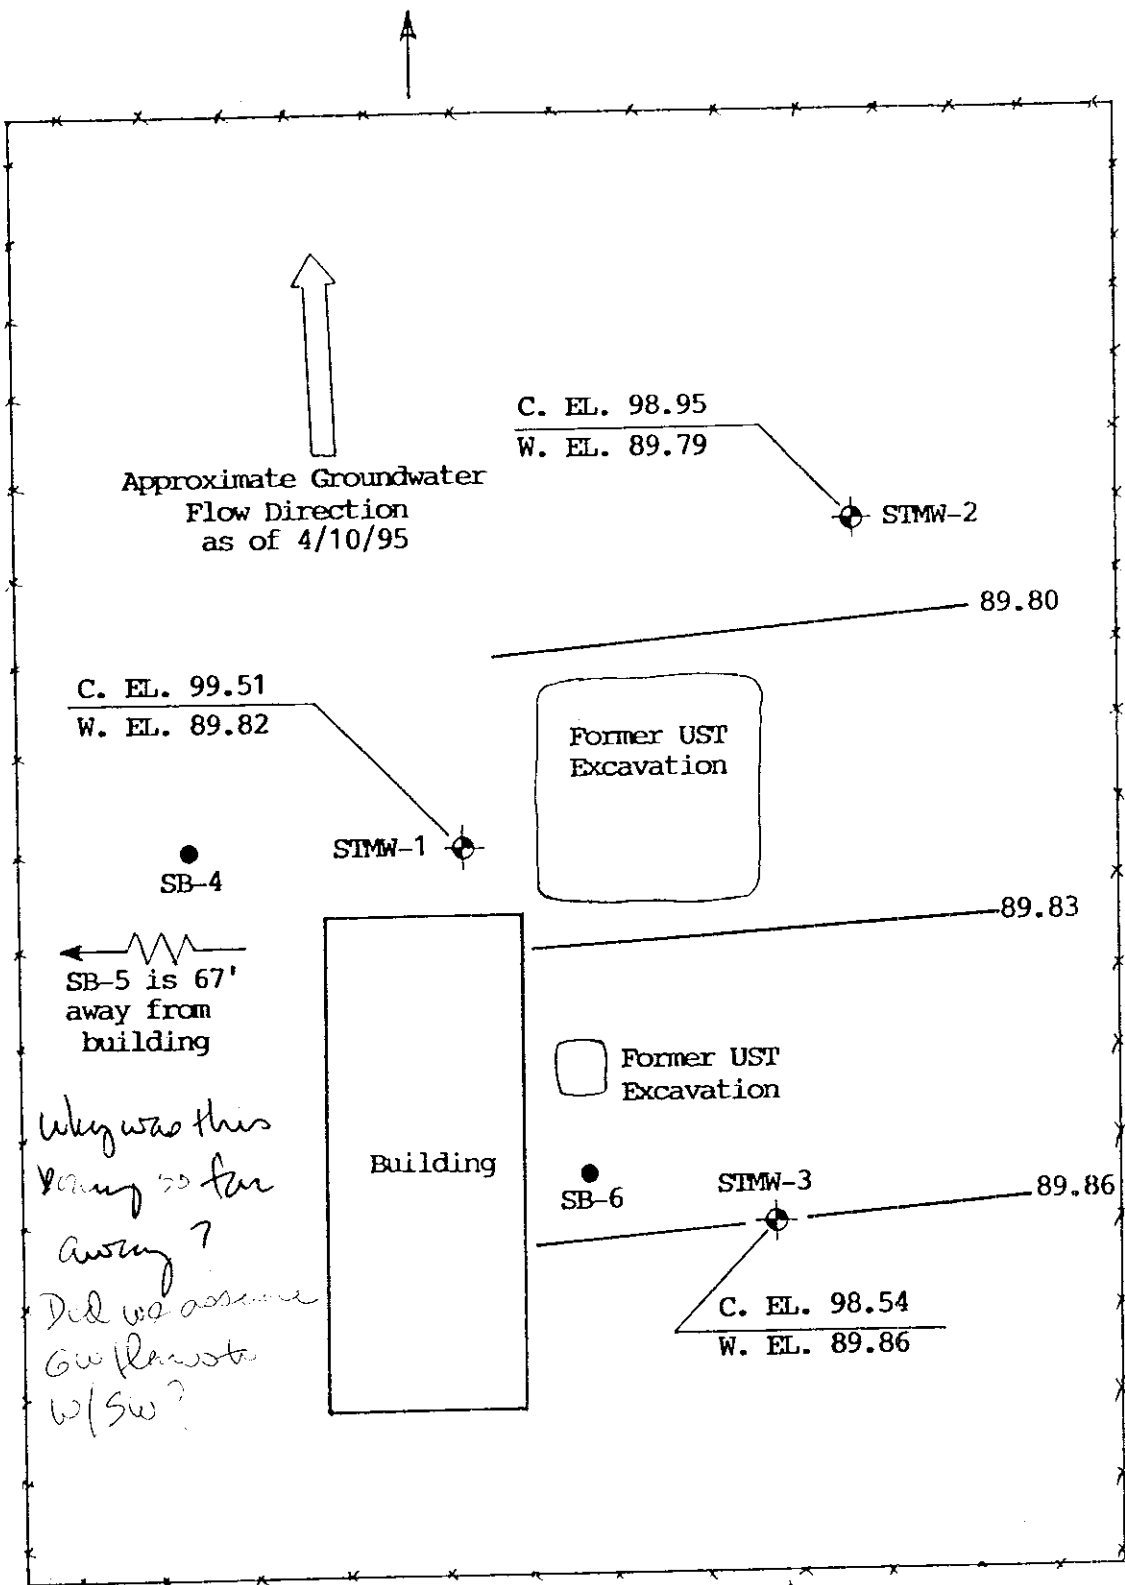 C. EL. 98.95
W. EL. 89.79
STMW-2
Approximate Groundwater
Flow Direction
as of 4/10/95
89.80
C. EL. 99.51
W. EL. 89.82
Former UST
Excavation
STMW-1
SB-4
89.83
SB-5 is 67'
away from
building
Former UST
Excavation
Why was this
so far
away?
Did we assume
GW
W/SW?
Building
SB-6
STMW-3
89.86
C. EL. 98.54
W. EL. 89.86